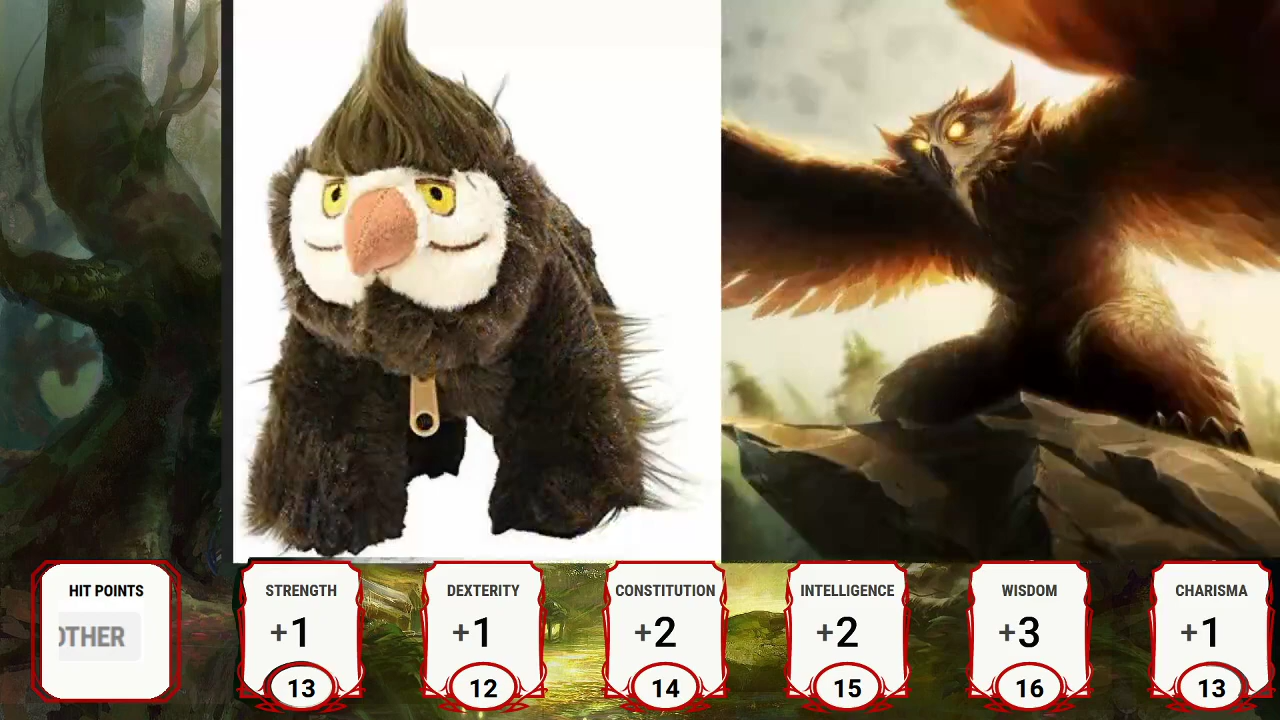 HIT POINTS
OTHER
STRENGTH
+1
13
DEXTERITY
+1
12
CONSTITUTION
+2
14
INTELLIGENCE
+2
15
WISDOM
+3
16
CHARISMA
+1
13